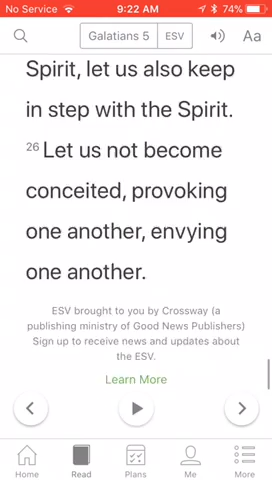 No Service 9:22 AM 74%
Galatians 5 ESV Aa
Spirit, let us also keep
in step with the Spirit.
26 Let us not become
conceited, provoking
one another, envying
one another.
ESV brought to you by Crossway (a
publishing ministry of Good News Publishers)
Sign up to receive news and updates about
the ESV.
Learn More
Home Read Plans Me More